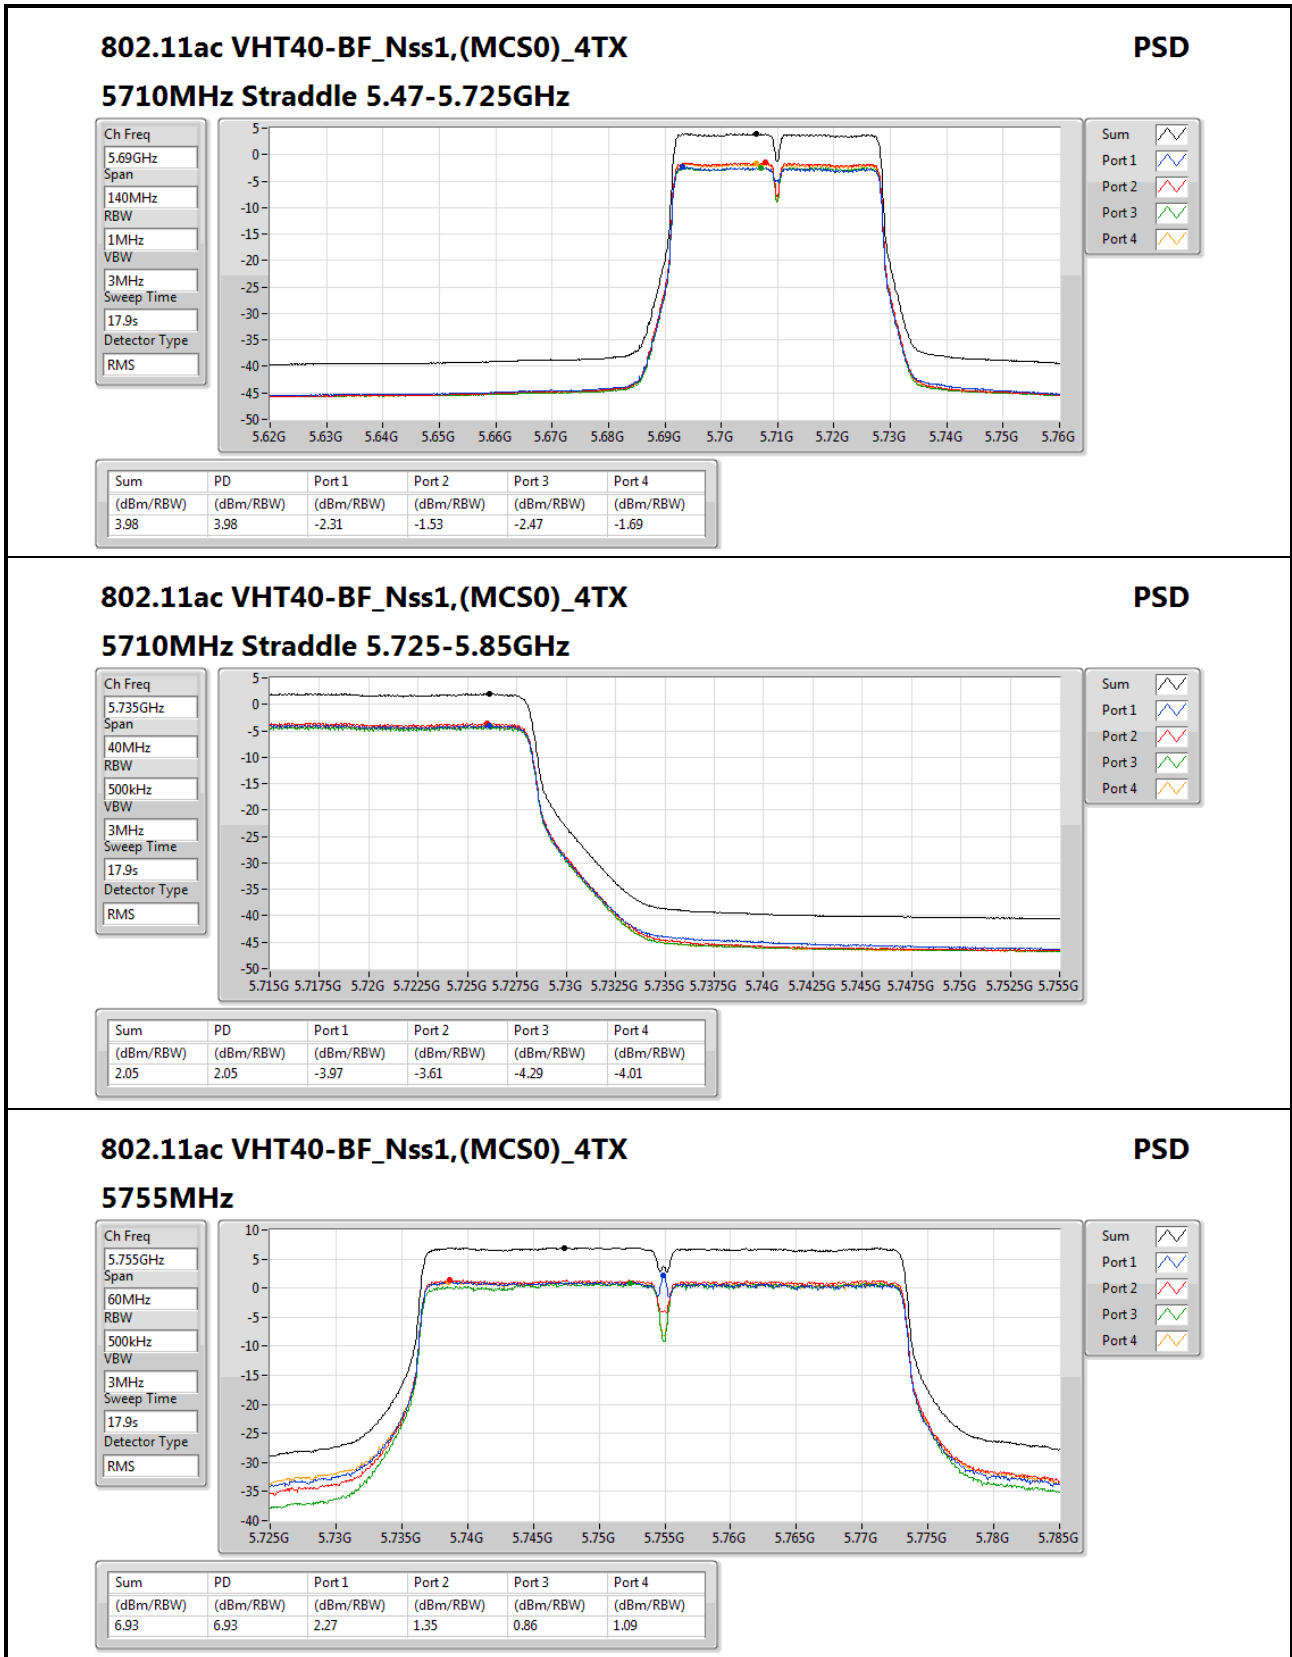 802.11ac VHT40-BF_Nss1,(MCS0)_4TX PSD
5710MHz Straddle 5.47-5.725GHz
Ch Freq
5.69GHz
Span
140MHz
RBW
1MHz
VBW
3MHz
Sweep Time
17.9s
Detector Type
RMS
5
0
-5
-10
-15
-20
-25
-30
-35
-40
-45
-50
5.62G 5.63G 5.64G 5.65G 5.66G 5.67G 5.68G 5.69G 5.7G 5.71G 5.72G 5.73G 5.74G 5.75G 5.76G
Sum
Port 1
Port 2
Port 3
Port 4
Sum PD Port 1 Port 2 Port 3 Port 4
(dBm/RBW) (dBm/RBW) (dBm/RBW) (dBm/RBW) (dBm/RBW) (dBm/RBW)
3.98 3.98 -2.31 -1.53 -2.47 -1.69
802.11ac VHT40-BF_Nss1,(MCS0)_4TX PSD
5710MHz Straddle 5.725-5.85GHz
Ch Freq
5.735GHz
Span
40MHz
RBW
500kHz
VBW
3MHz
Sweep Time
17.9s
Detector Type
RMS
5
0
-5
-10
-15
-20
-25
-30
-35
-40
-45
-50
5.715G 5.7175G 5.72G 5.7225G 5.725G 5.7275G 5.73G 5.7325G 5.735G 5.7375G 5.74G 5.7425G 5.745G 5.7475G 5.75G 5.7525G 5.755G
Sum
Port 1
Port 2
Port 3
Port 4
Sum PD Port 1 Port 2 Port 3 Port 4
(dBm/RBW) (dBm/RBW) (dBm/RBW) (dBm/RBW) (dBm/RBW) (dBm/RBW)
2.05 2.05 -3.97 -3.61 -4.29 -4.01
802.11ac VHT40-BF_Nss1,(MCS0)_4TX PSD
5755MHz
Ch Freq
5.755GHz
Span
60MHz
RBW
500kHz
VBW
3MHz
Sweep Time
17.9s
Detector Type
RMS
10
5
0
-5
-10
-15
-20
-25
-30
-35
-40
5.725G 5.73G 5.735G 5.74G 5.745G 5.75G 5.755G 5.76G 5.765G 5.77G 5.775G 5.78G 5.785G
Sum
Port 1
Port 2
Port 3
Port 4
Sum PD Port 1 Port 2 Port 3 Port 4
(dBm/RBW) (dBm/RBW) (dBm/RBW) (dBm/RBW) (dBm/RBW) (dBm/RBW)
6.93 6.93 2.27 1.35 0.86 1.09